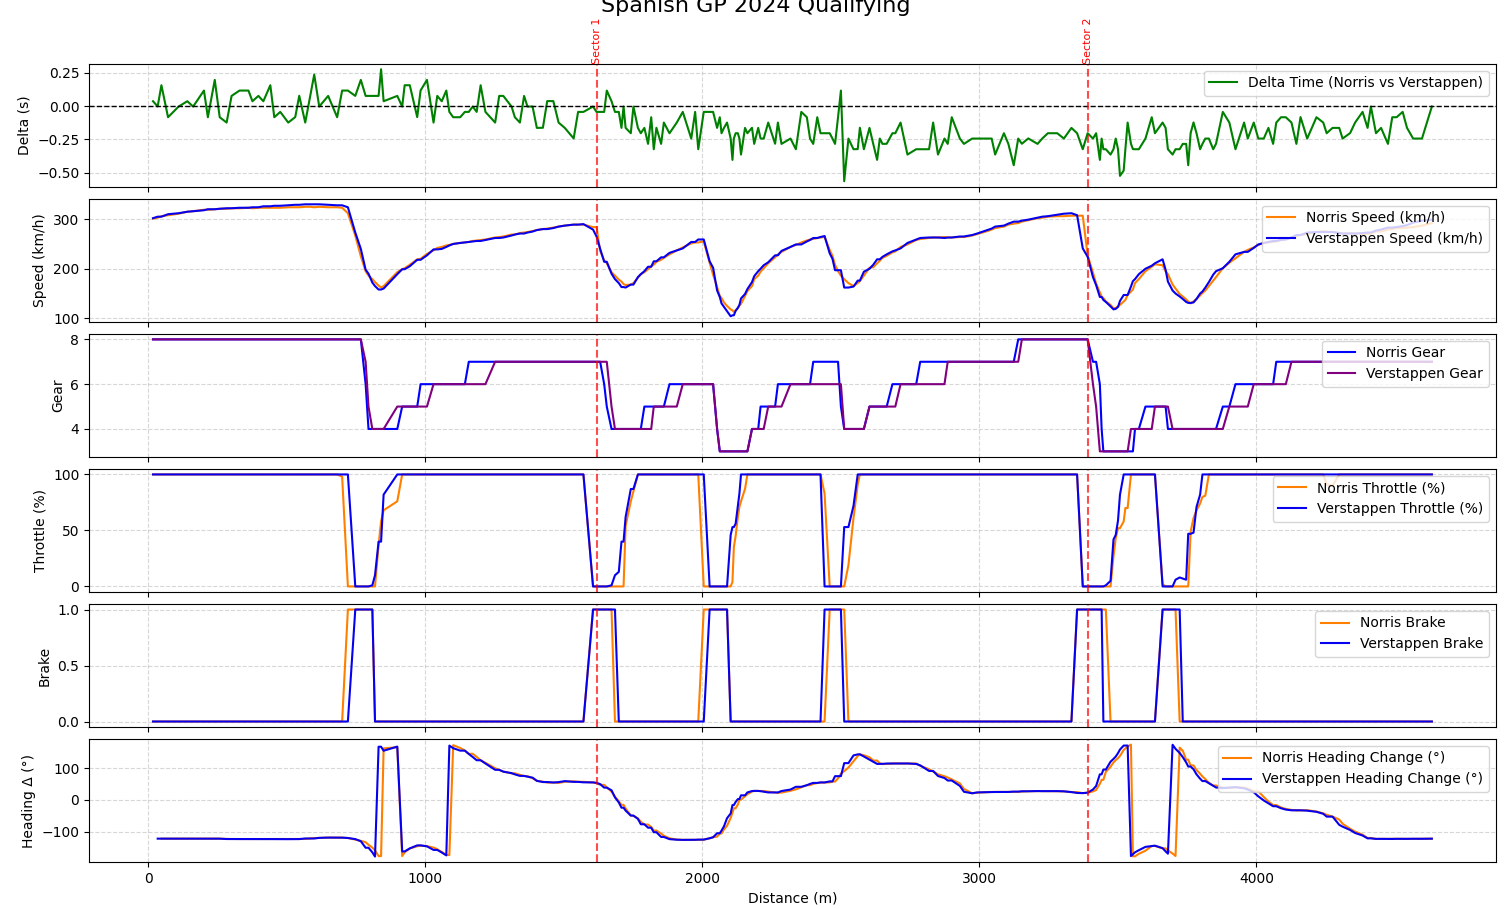 Spanish GP 2024 Qualifying
Sector 1
Sector 2
Delta (s)
0.25
0.00
−0.25
−0.50
Delta Time (Norris vs Verstappen)
Speed (km/h)
300
200
100
Norris Speed (km/h)
Verstappen Speed (km/h)
Gear
8
6
4
Norris Gear
Verstappen Gear
Throttle (%)
100
50
0
Norris Throttle (%)
Verstappen Throttle (%)
Brake
1.0
0.5
0.0
Norris Brake
Verstappen Brake
Heading Δ (°)
100
0
−100
Norris Heading Change (°)
Verstappen Heading Change (°)
0
1000
2000
3000
4000
Distance (m)